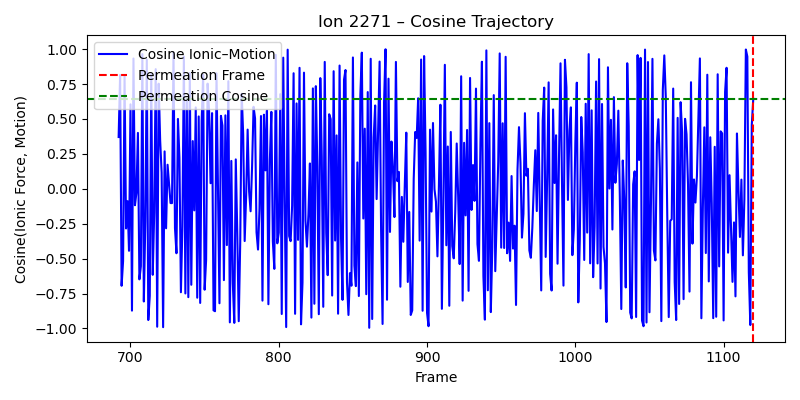 Ion 2271 – Cosine Trajectory
Cosine(Ionic Force, Motion)
1.00
0.75
0.50
0.25
0.00
−0.25
−0.50
−0.75
−1.00
Cosine Ionic–Motion
Permeation Frame
Permeation Cosine
700 800 900 1000 1100
Frame